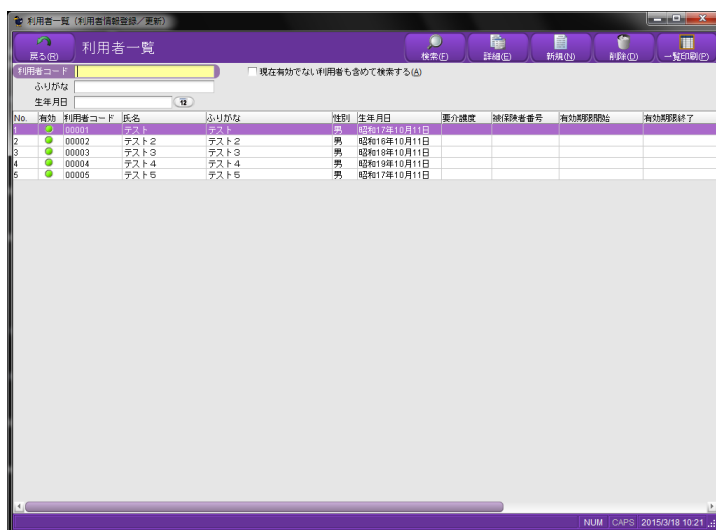 利用者一覧（利用者情報登録／更新）
戻る(R) 利用者一覧 検索(F) 詳細(E) 新規(N) 削除(D) 一覧印刷(P)
利用者コード 現在有効でない利用者も含めて検索する(A)
ふりがな
生年月日
No. 有効 利用者コード 氏名 ふりがな 性別 生年月日 要介護度 被保険者番号 有効期限開始 有効期限終了
1 00001 テスト テスト 男 昭和17年10月11日
2 00002 テスト２ テスト２ 男 昭和16年10月11日
3 00003 テスト３ テスト３ 男 昭和18年10月11日
4 00004 テスト４ テスト４ 男 昭和19年10月11日
5 00005 テスト５ テスト５ 男 昭和17年10月11日
NUM CAPS 2015/3/18 10:21